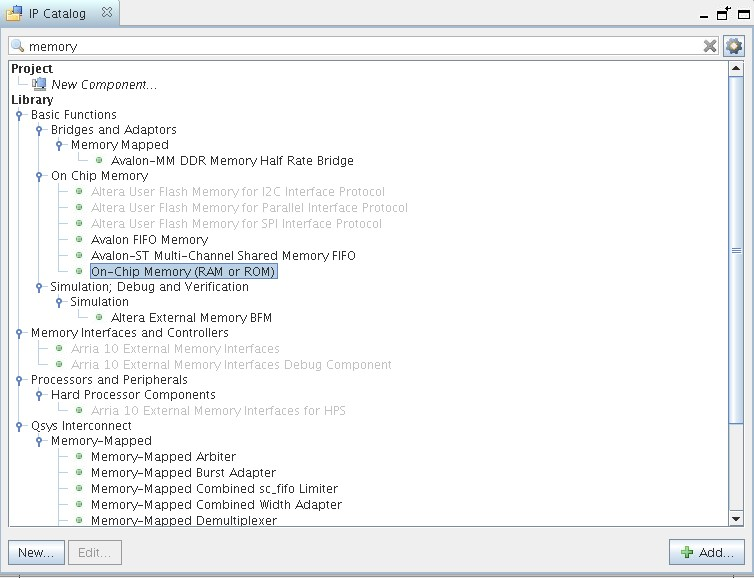 IP Catalog
memory
Project
New Component...
Library
Basic Functions
Bridges and Adaptors
Memory Mapped
Avalon-MM DDR Memory Half Rate Bridge
On Chip Memory
Altera User Flash Memory for I2C Interface Protocol
Altera User Flash Memory for Parallel Interface Protocol
Altera User Flash Memory for SPI Interface Protocol
Avalon FIFO Memory
Avalon-ST Multi-Channel Shared Memory FIFO
On-Chip Memory (RAM or ROM)
Simulation; Debug and Verification
Simulation
Altera External Memory BFM
Memory Interfaces and Controllers
Arria 10 External Memory Interfaces
Arria 10 External Memory Interfaces Debug Component
Processors and Peripherals
Hard Processor Components
Arria 10 External Memory Interfaces for HPS
Qsys Interconnect
Memory-Mapped
Memory-Mapped Arbiter
Memory-Mapped Burst Adapter
Memory-Mapped Combined sc_fifo Limiter
Memory-Mapped Combined Width Adapter
Memory-Mapped Demultiplexer
New... Edit... Add...